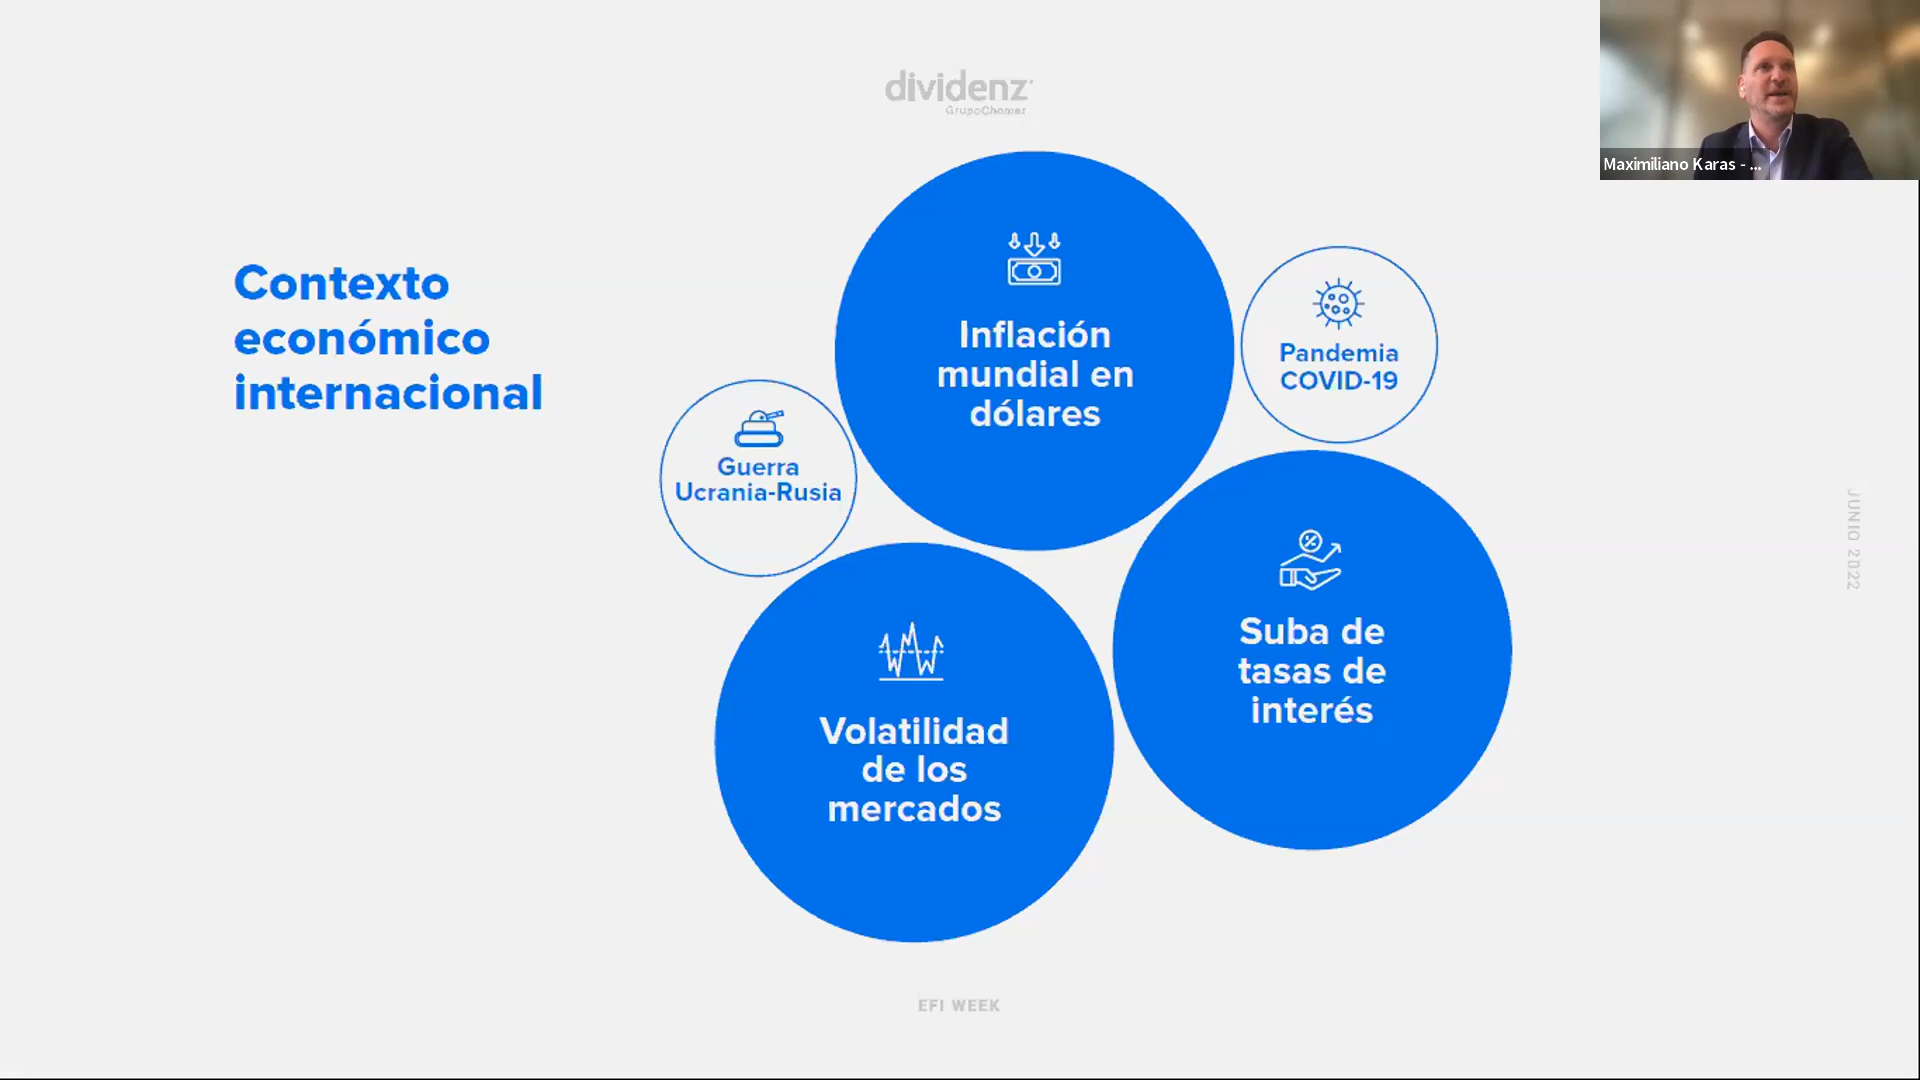 dividenz
GrupoChomer
Maximiliano Karas - ...
Contexto
económico
internacional
Inflación
mundial en
dólares
Pandemia
COVID-19
Guerra
Ucrania-Rusia
Suba de
tasas de
interés
Volatilidad
de los
mercados
JUNIO 2022
EFI WEEK